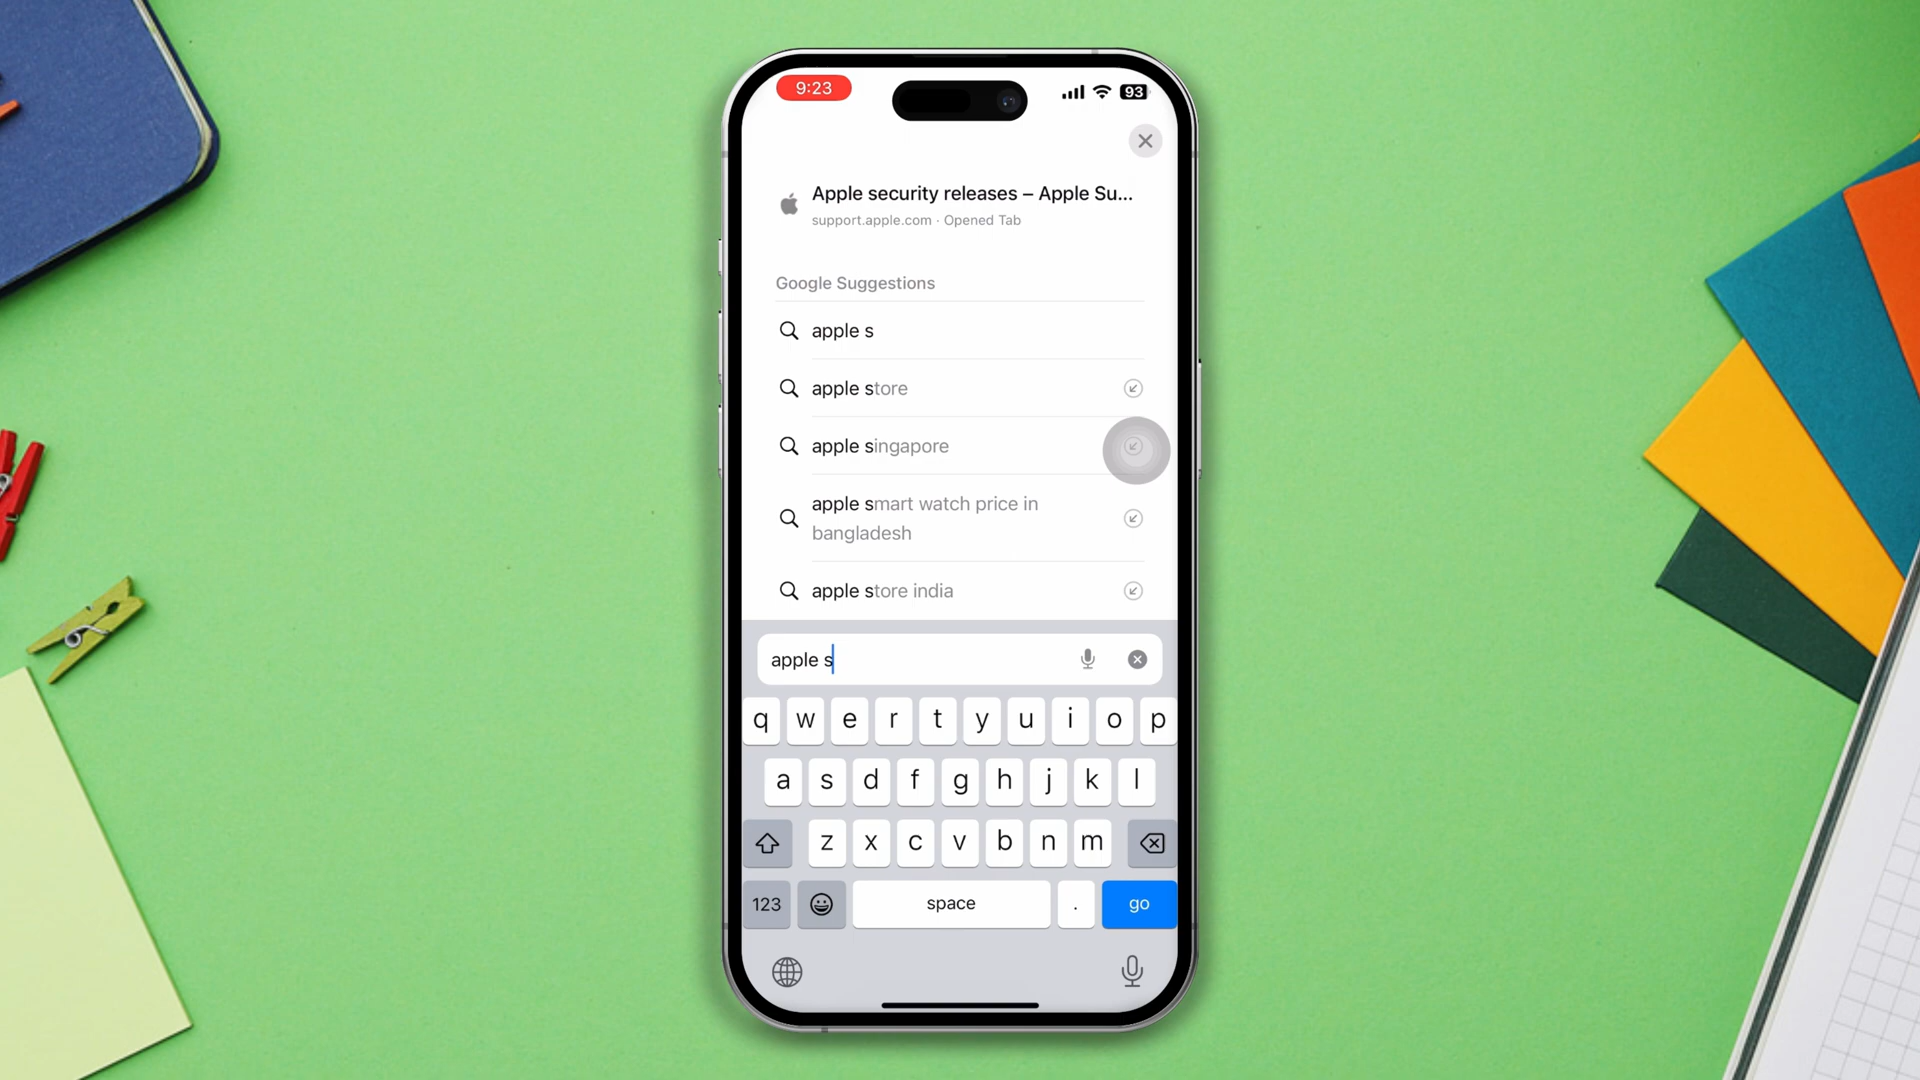 9:23
93
Apple security releases – Apple Su...
support.apple.com · Opened Tab
Google Suggestions
apple s
apple store
apple singapore
apple smart watch price in
bangladesh
apple store india
apple s
q w e r t y u i o p
a s d f g h j k l
z x c v b n m
123 space . go